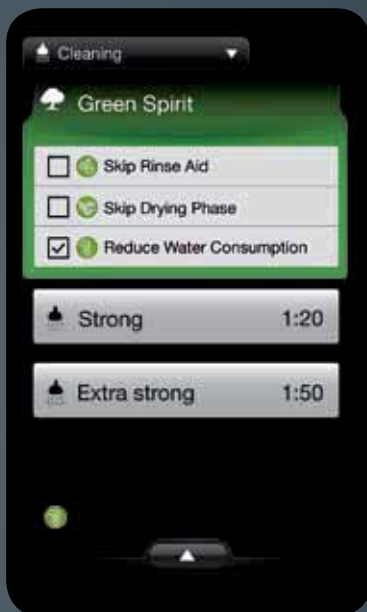 Cleaning
Green Spirit
Skip Rinse Aid
Skip Drying Phase
Reduce Water Consumption
Strong 1:20
Extra strong 1:50